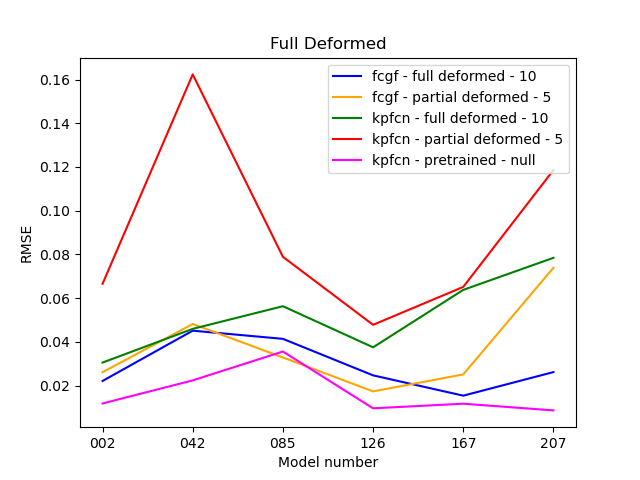 Full Deformed
fcgf - full deformed - 10
fcgf - partial deformed - 5
kpfcn - full deformed - 10
kpfcn - partial deformed - 5
kpfcn - pretrained - null
0.16
0.14
0.12
0.10
0.08
0.06
0.04
0.02
RMSE
002 042 085 126 167 207
Model number